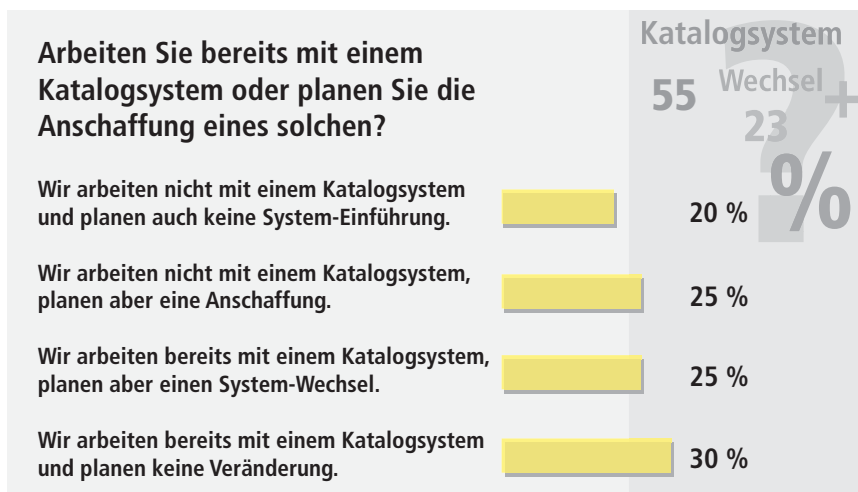 Katalogsystem
55 Wechsel +
23
?
%
Arbeiten Sie bereits mit einem
Katalogsystem oder planen Sie die
Anschaffung eines solchen?
Wir arbeiten nicht mit einem Katalogsystem
und planen auch keine System-Einführung.
20 %
Wir arbeiten nicht mit einem Katalogsystem,
planen aber eine Anschaffung.
25 %
Wir arbeiten bereits mit einem Katalogsystem,
planen aber einen System-Wechsel.
25 %
Wir arbeiten bereits mit einem Katalogsystem
und planen keine Veränderung.
30 %